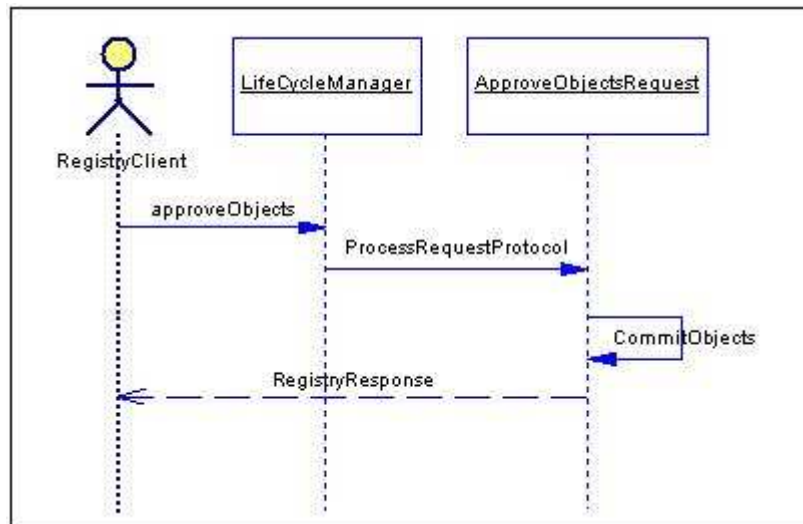 LifeCycleManager
ApproveObjectsRequest
RegistryClient
approveObjects
ProcessRequestProtocol
CommitObjects
RegistryResponse